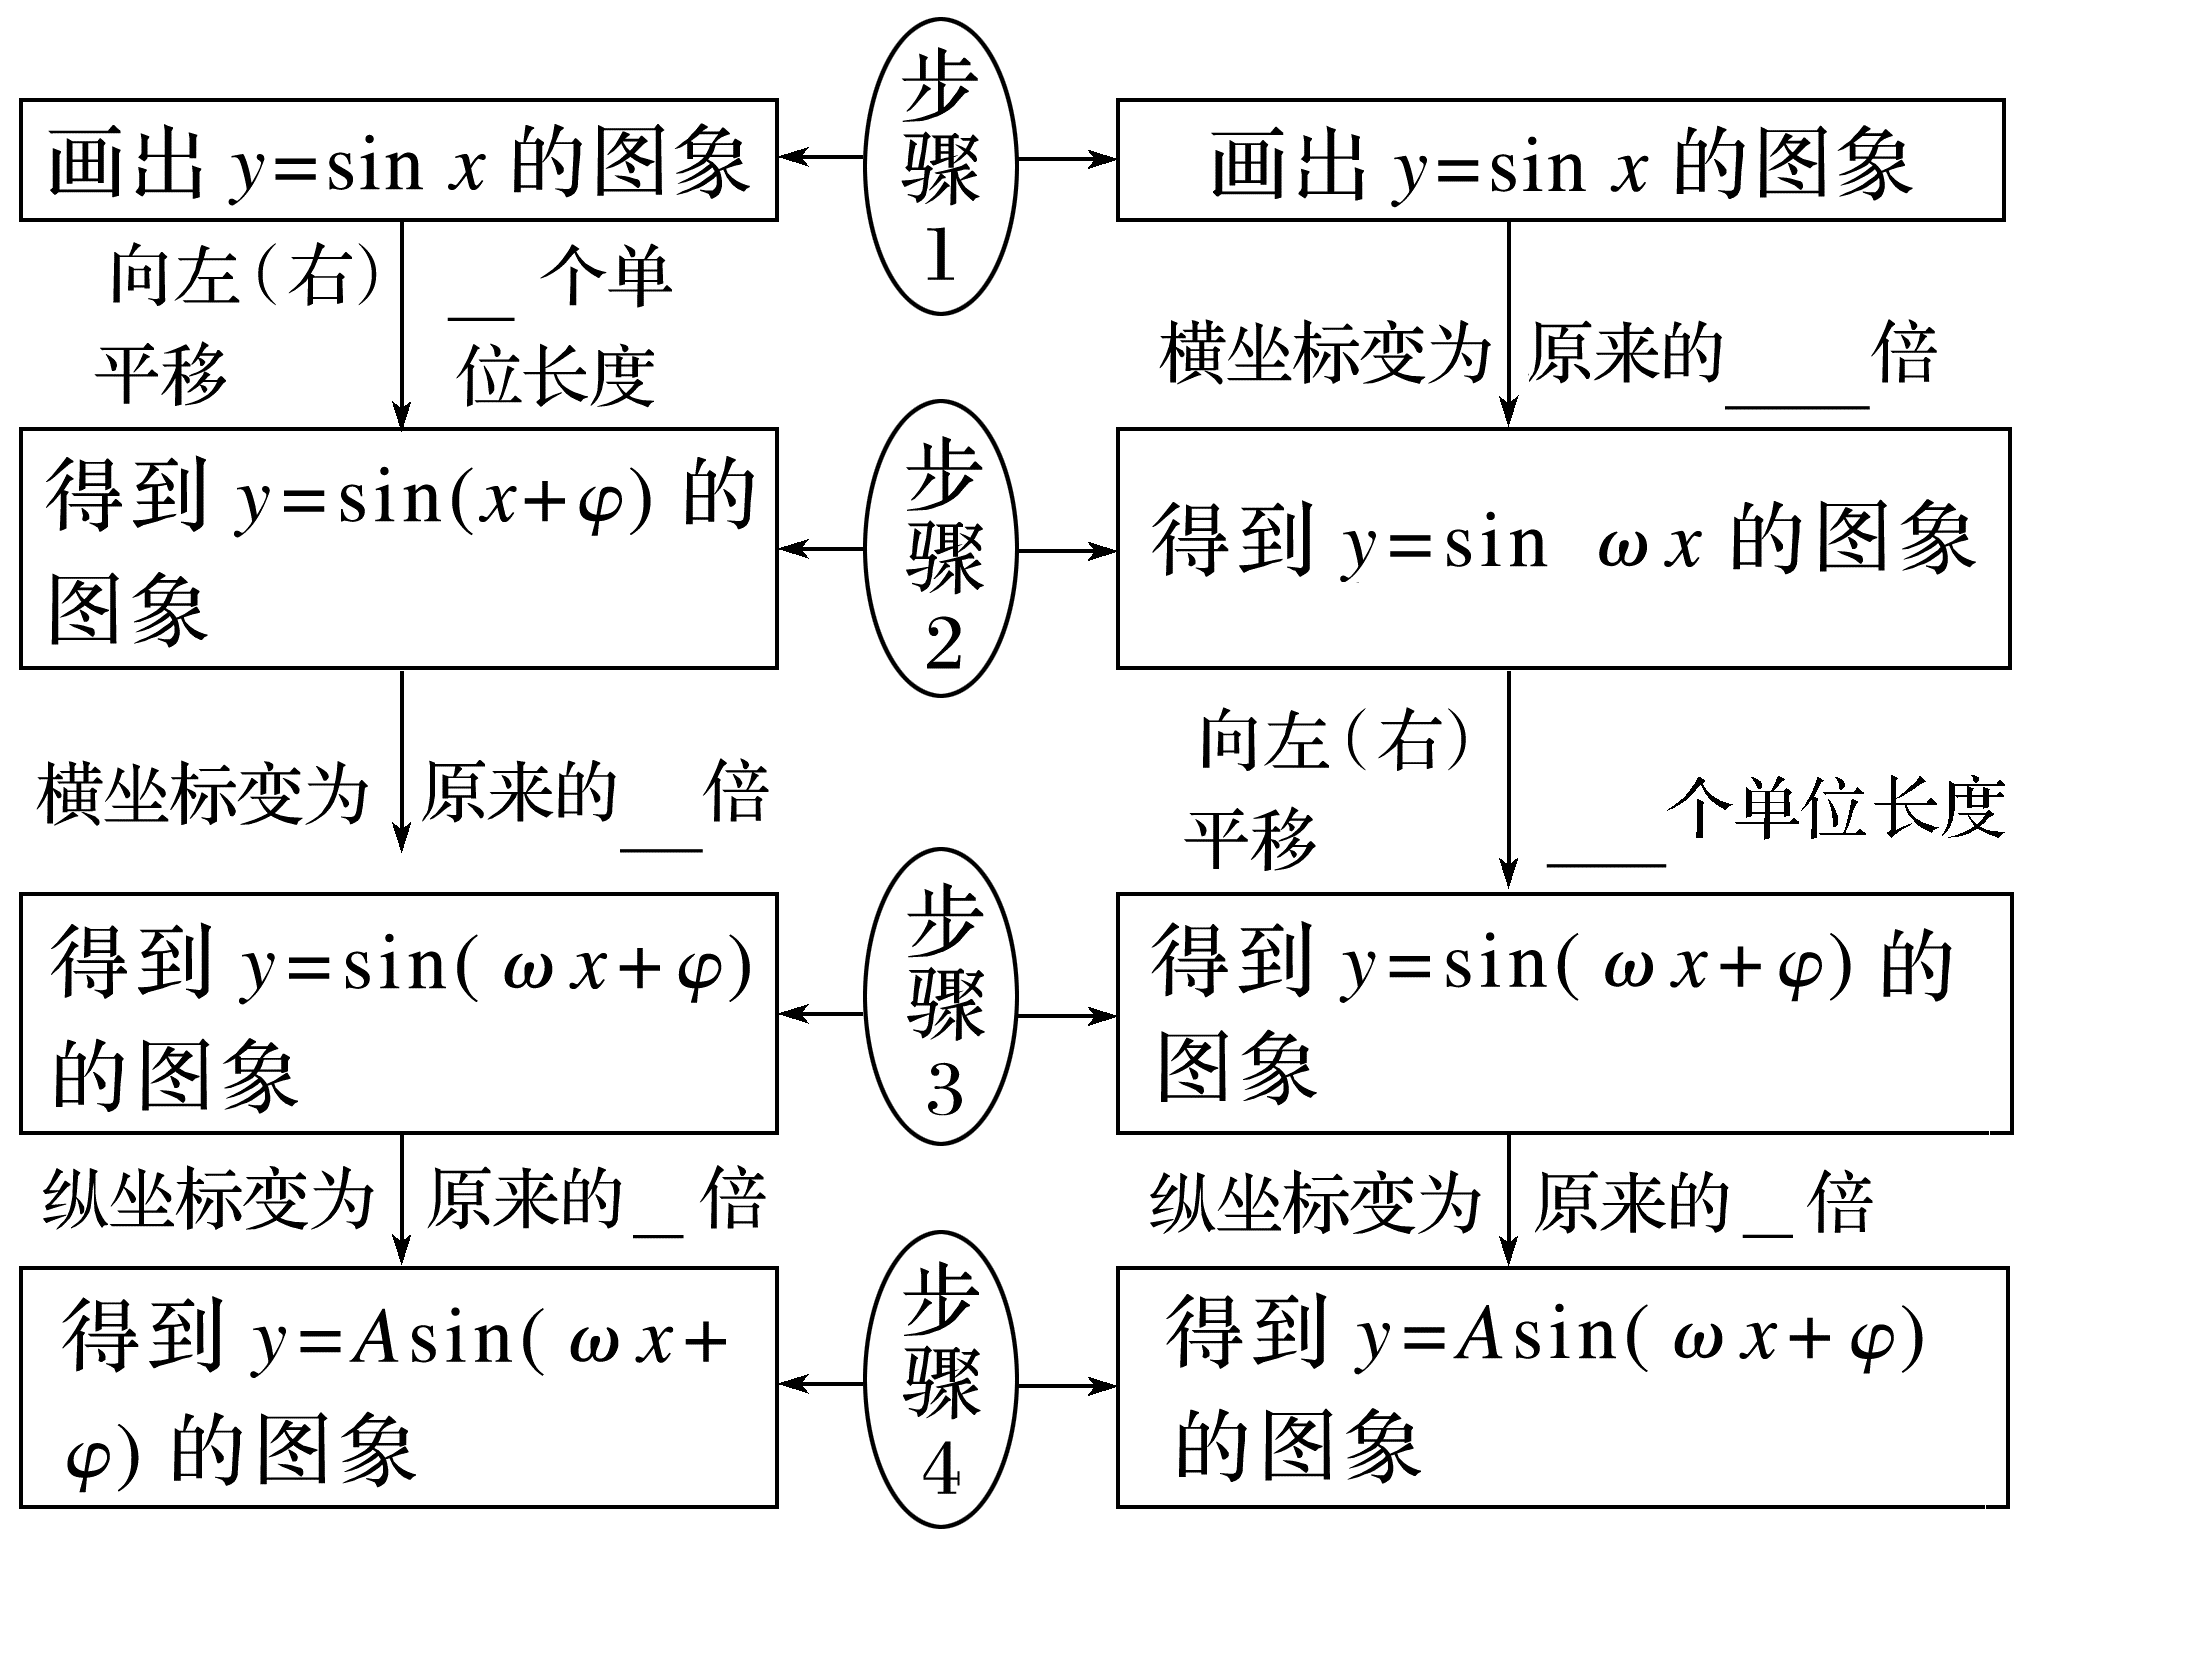 步骤1
画出 y=sin x 的图象
画出 y=sin x 的图象
向左(右) __ 个单
平移 位长度
横坐标变为 原来的____倍
步骤2
得到 y=sin(x+φ) 的
图象
得到 y=sin ωx 的图象
横坐标变为 原来的__倍
向左(右)
平移 ____个单位长度
步骤3
得到 y=sin(ωx+φ)
的图象
得到 y=sin(ωx+φ) 的
图象
纵坐标变为 原来的__倍
纵坐标变为 原来的__倍
步骤4
得到 y=Asin(ωx+
φ) 的图象
得到 y=Asin(ωx+φ)
的图象